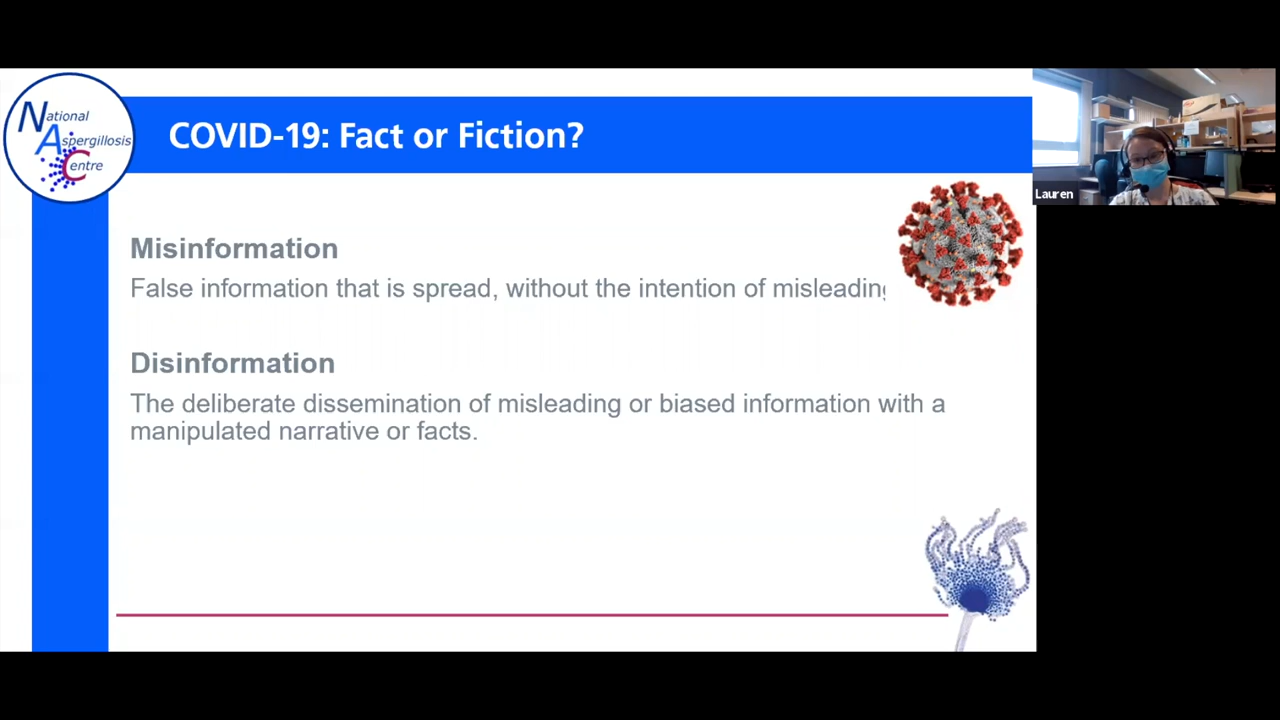 National
Aspergillosis
Centre
COVID-19: Fact or Fiction?
Lauren
Misinformation
False information that is spread, without the intention of misleading
Disinformation
The deliberate dissemination of misleading or biased information with a
manipulated narrative or facts.